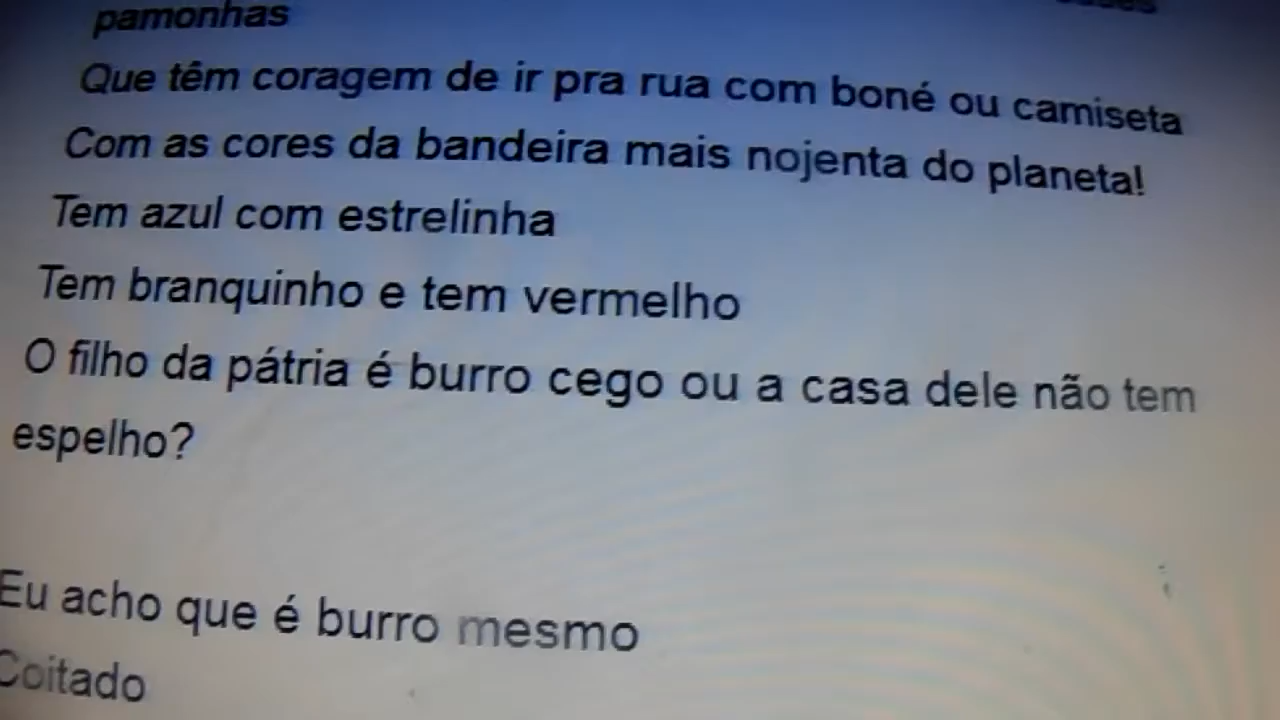 pamonhas
Que têm coragem de ir pra rua com boné ou camiseta
Com as cores da bandeira mais nojenta do planeta!
Tem azul com estrelinha
Tem branquinho e tem vermelho
O filho da pátria é burro cego ou a casa dele não tem
espelho?
Eu acho que é burro mesmo
Coitado